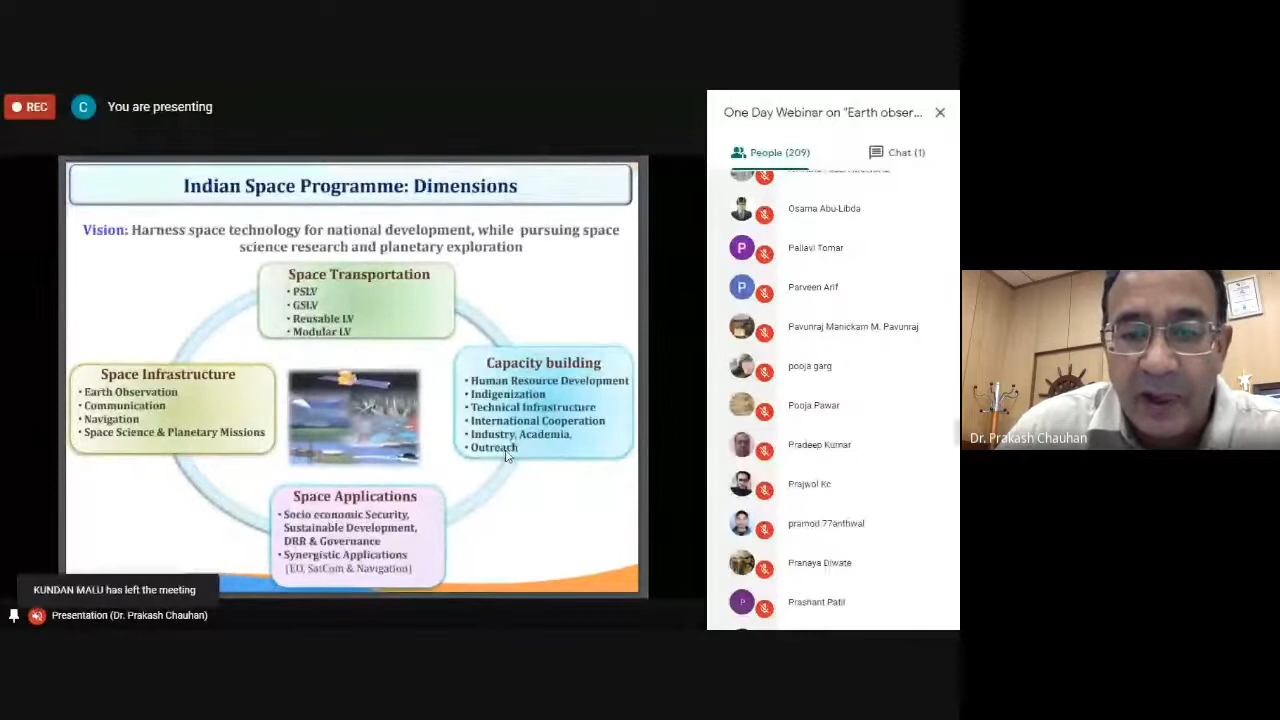 REC
C
You are presenting
One Day Webinar on "Earth obser...
People (209)
Chat (1)
Indian Space Programme: Dimensions
Vision: Harness space technology for national development, while pursuing space
science research and planetary exploration
Space Transportation
• PSLV
• GSLV
• Reusable LV
• Modular LV
Space Infrastructure
• Earth Observation
• Communication
• Navigation
• Space Science & Planetary Missions
Capacity building
• Human Resource Development
• Indigenization
• Technical Infrastructure
• International Cooperation
• Industry, Academia,
• Outreach
Space Applications
• Socio economic Security,
Sustainable Development,
DRR & Governance
• Synergistic Applications
(EO, SatCom & Navigation)
KUNDAN MALU has left the meeting
Presentation (Dr. Prakash Chauhan)
Osama Abu-Libda
P
Pallavi Tomar
P
Parveen Arif
Pavunraj Manickam M. Pavunraj
pooja garg
Pooja Pawar
Pradeep Kumar
Prajwol Kc
pramod 77anthwal
Pranaya Diwate
P
Prashant Patil
Dr. Prakash Chauhan